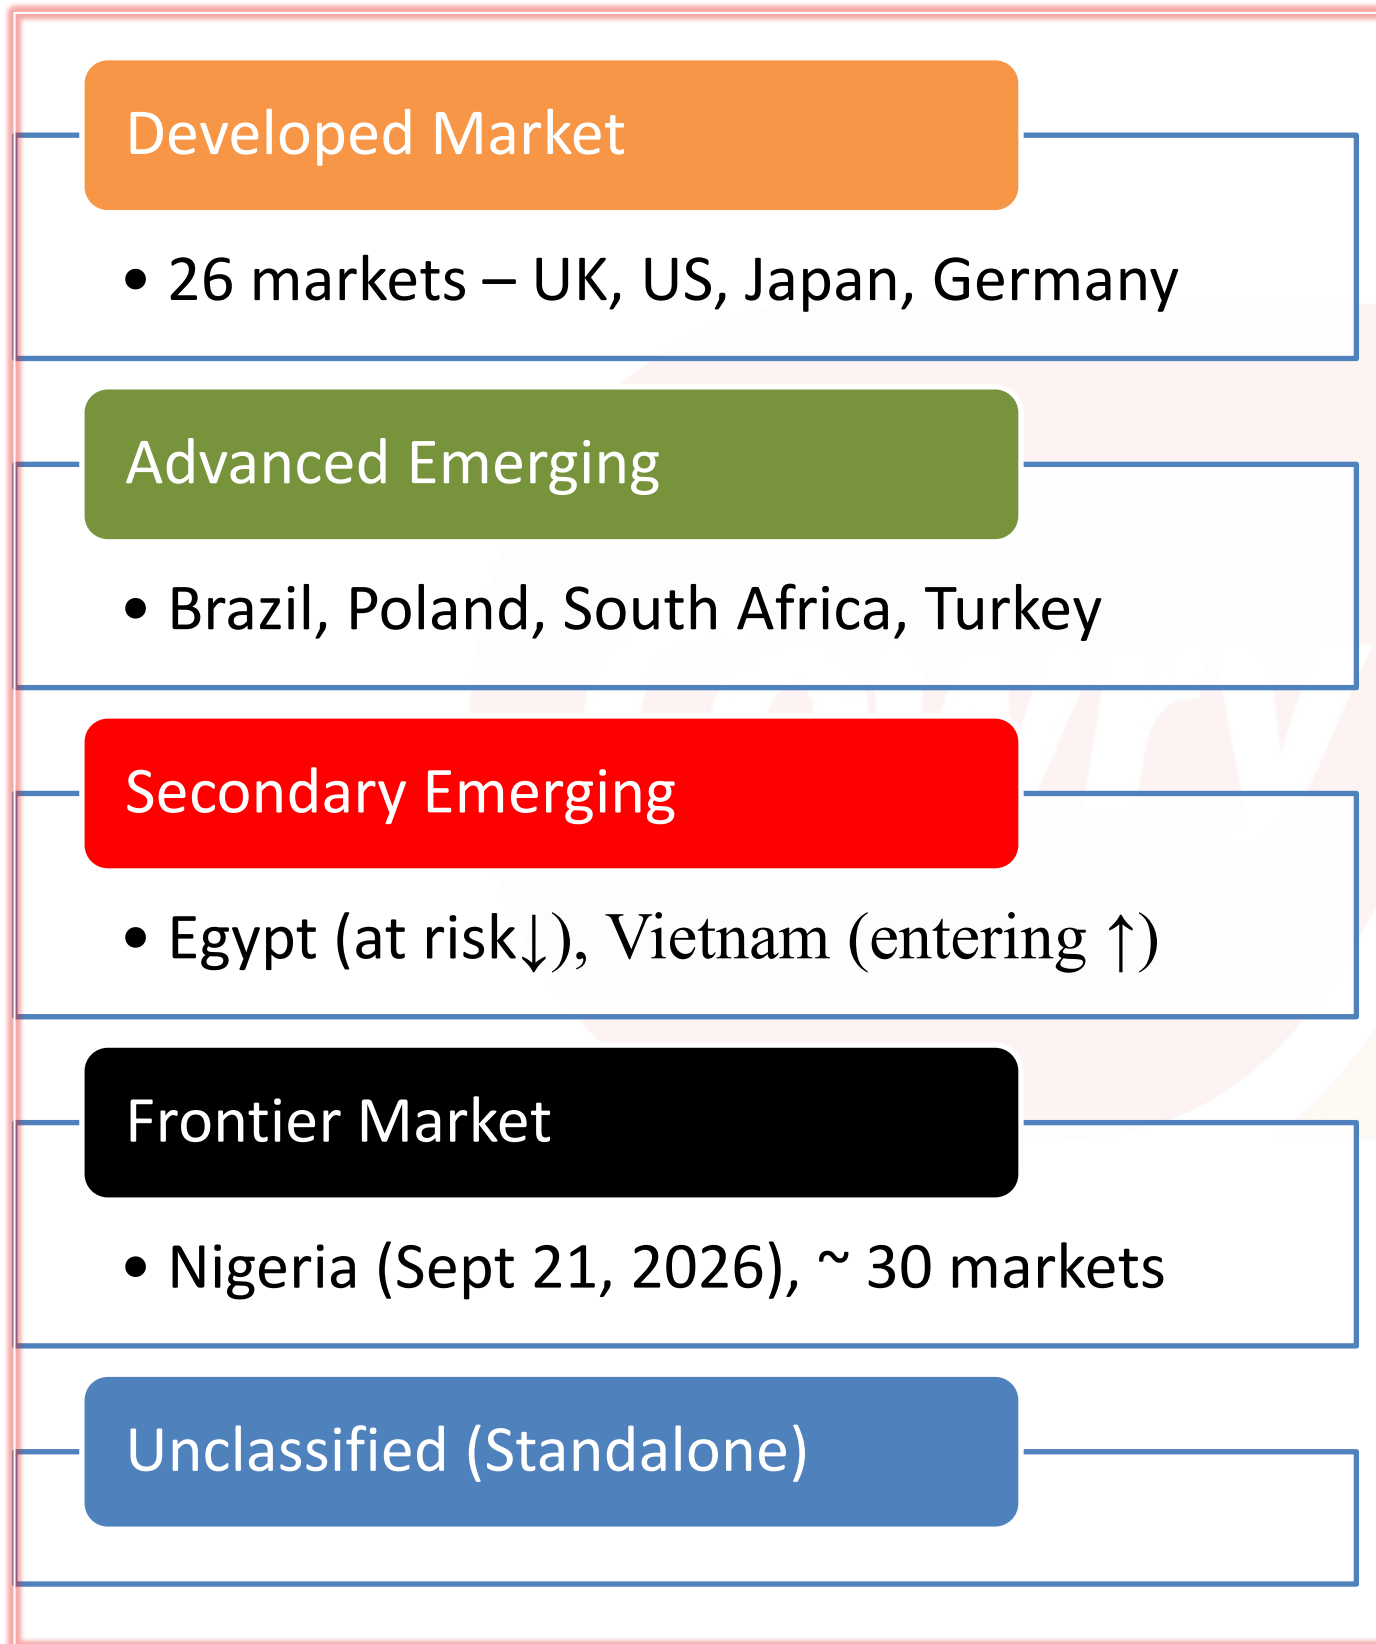 Developed Market
• 26 markets – UK, US, Japan, Germany
Advanced Emerging
• Brazil, Poland, South Africa, Turkey
Secondary Emerging
• Egypt (at risk↓), Vietnam (entering ↑)
Frontier Market
• Nigeria (Sept 21, 2026), ~ 30 markets
Unclassified (Standalone)